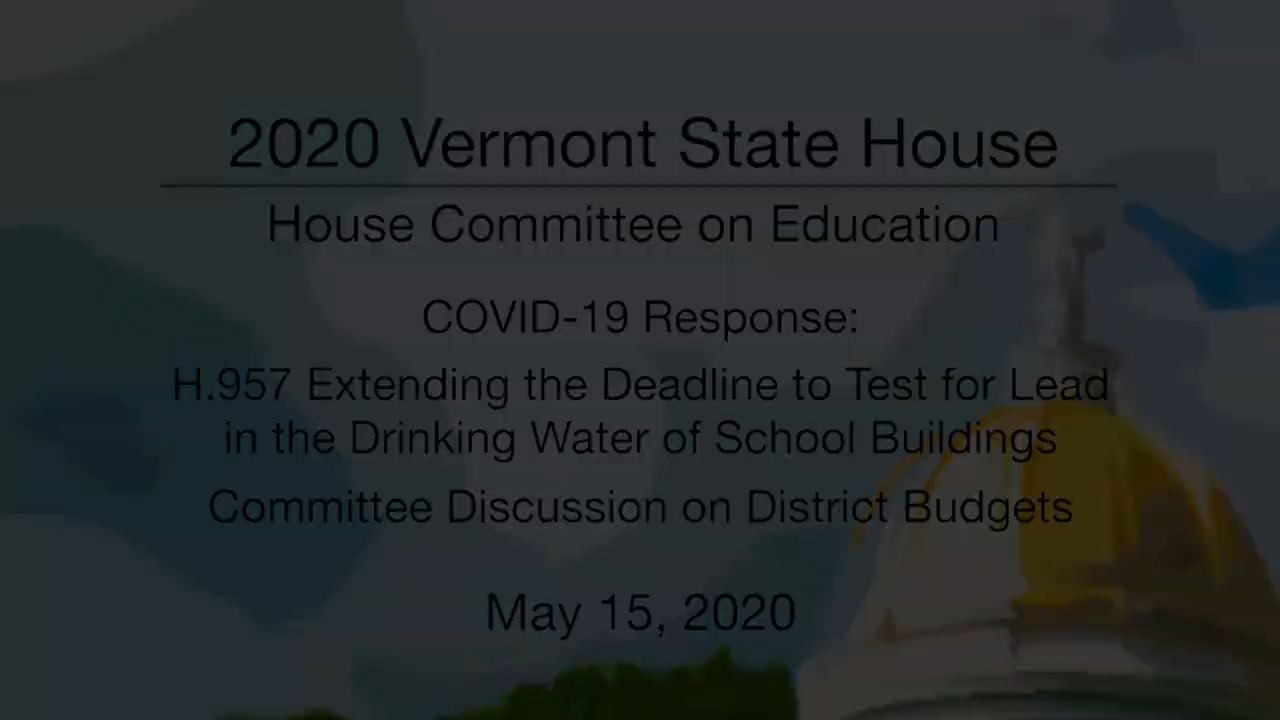 2020 Vermont State House
House Committee on Education
COVID-19 Response:
H.957 Extending the Deadline to Test for Lead
in the Drinking Water of School Buildings
Committee Discussion on District Budgets
May 15, 2020